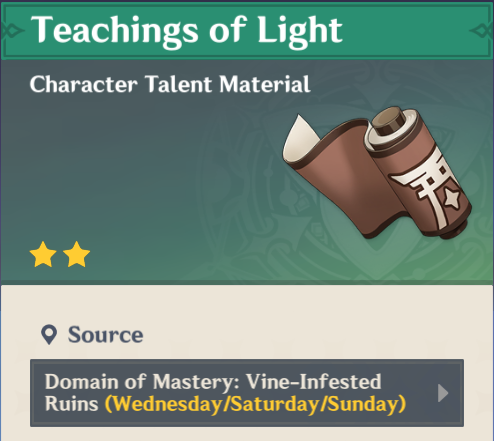 Teachings of Light
Character Talent Material
Source
Domain of Mastery: Vine-Infested
Ruins (Wednesday/Saturday/Sunday)